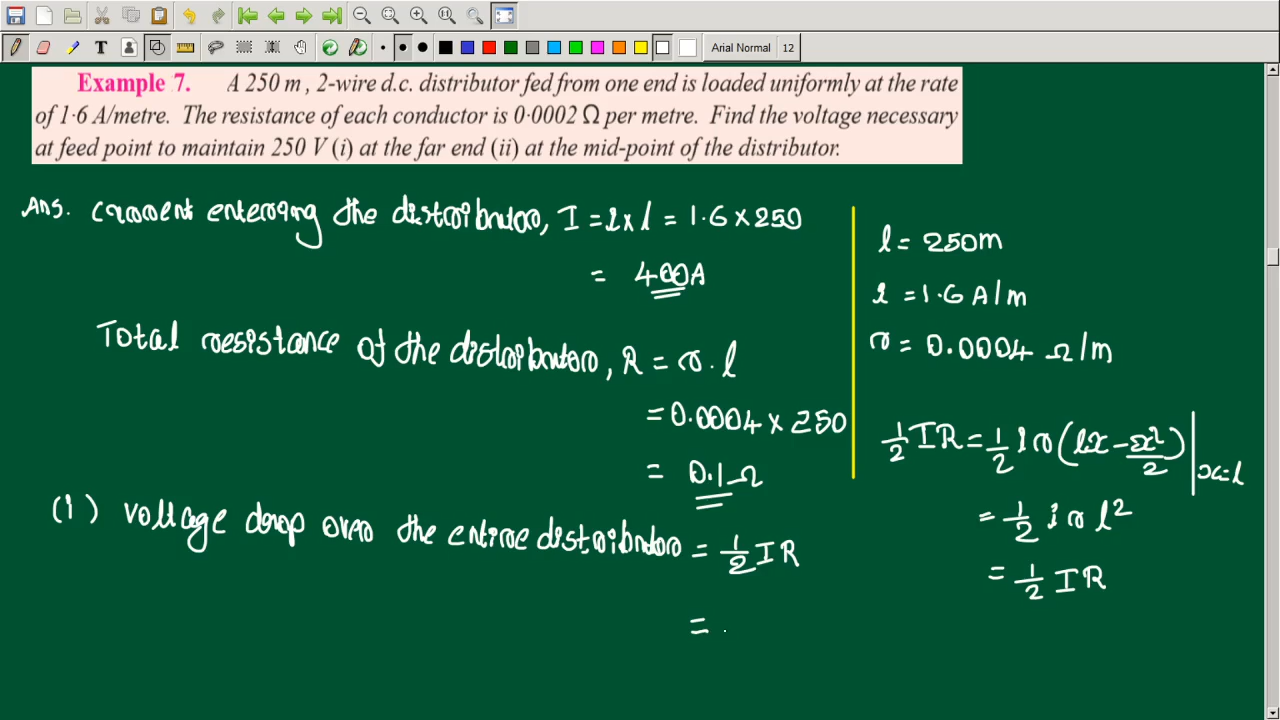 Arial Normal 12
Example 7. A 250 m, 2-wire d.c. distributor fed from one end is loaded uniformly at the rate
of 1·6 A/metre. The resistance of each conductor is 0·0002 Ω per metre. Find the voltage necessary
at feed point to maintain 250 V (i) at the far end (ii) at the mid-point of the distributor.
Ans. current entering the distributor, I = i x l = 1.6 x 250
= 400A
Total resistance of the distributor, R = r . l
= 0.0004 x 250
= 0.1 Ω
(i) voltage drop over the entire distributor = 1/2 IR
=
l = 250m
i = 1.6 A/m
r = 0.0004 Ω/m
1/2 IR = 1/2 i r (lx - x²/2) | x=l
= 1/2 i r l²
= 1/2 IR